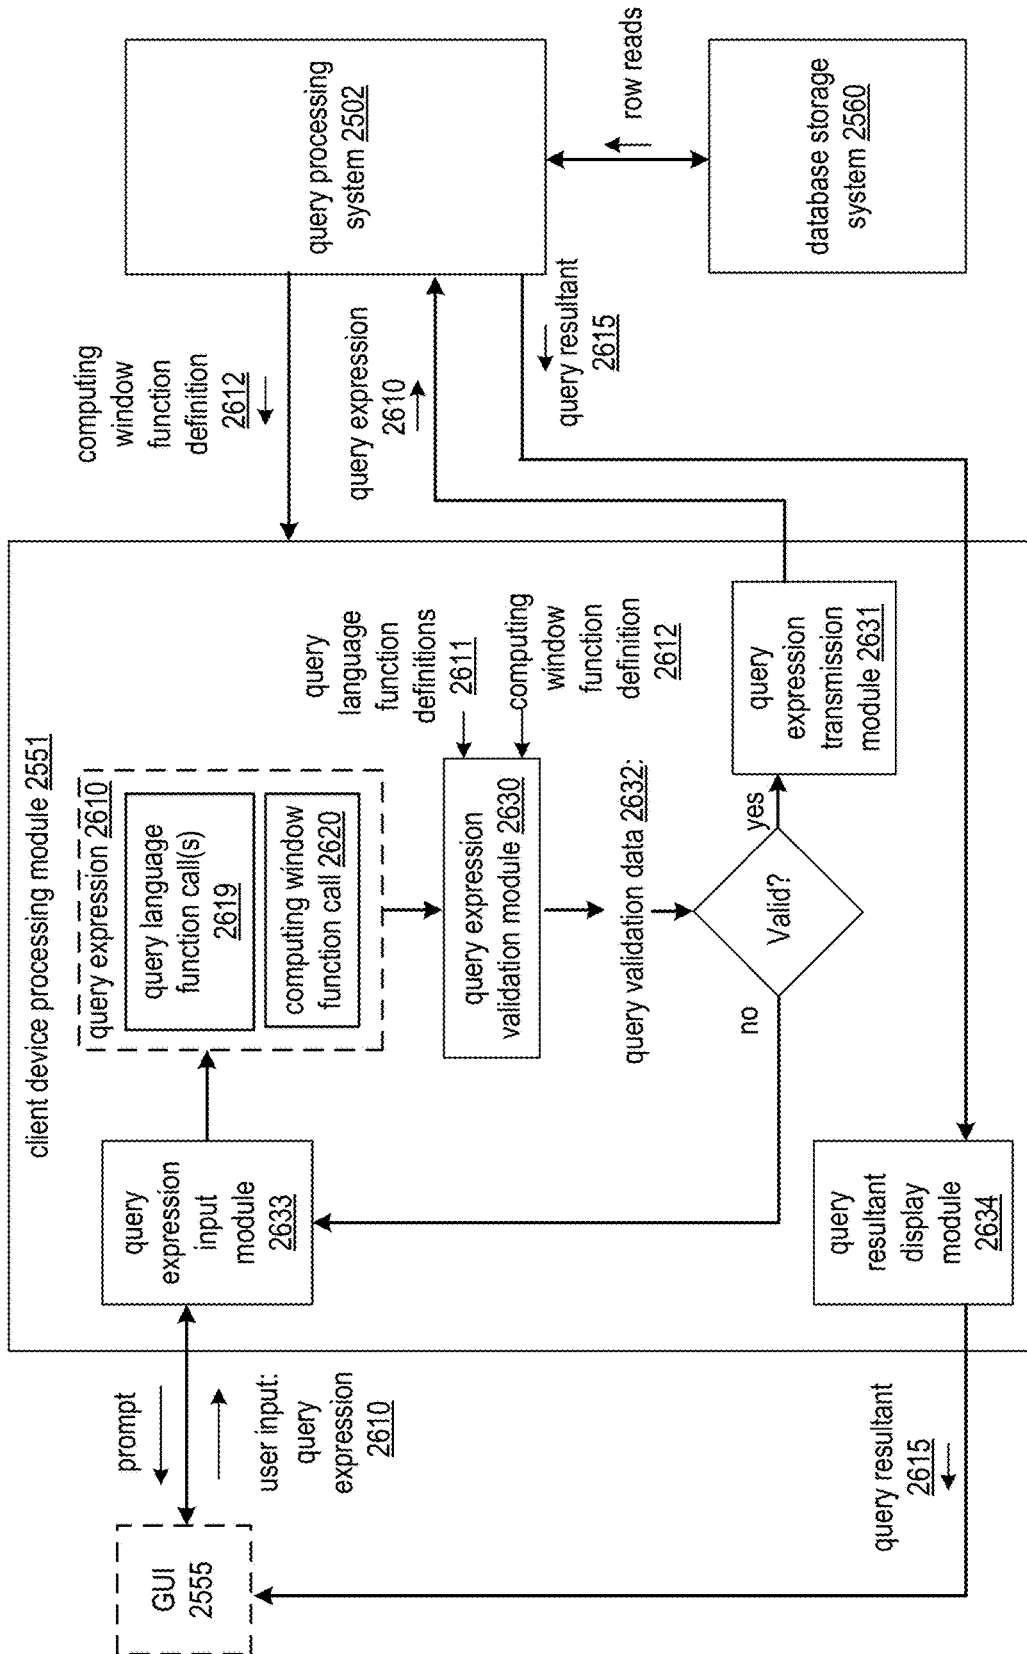 client device processing module 2551
GUI
2555
prompt
user input:
query
expression
2610
query
expression
input
module
2633
query expression 2610
query language
function call(s)
2619
computing window
function call 2620
query
language
function
definitions
2611
computing
window
function
definition
2612
query expression
validation module 2630
query validation data 2632:
Valid?
no
yes
query
expression
transmission
module 2631
computing
window
function
definition
2612
query expression
2610
query resultant
2615
query processing
system 2502
row reads
database storage
system 2560
query
resultant
display
module
2634
query resultant
2615